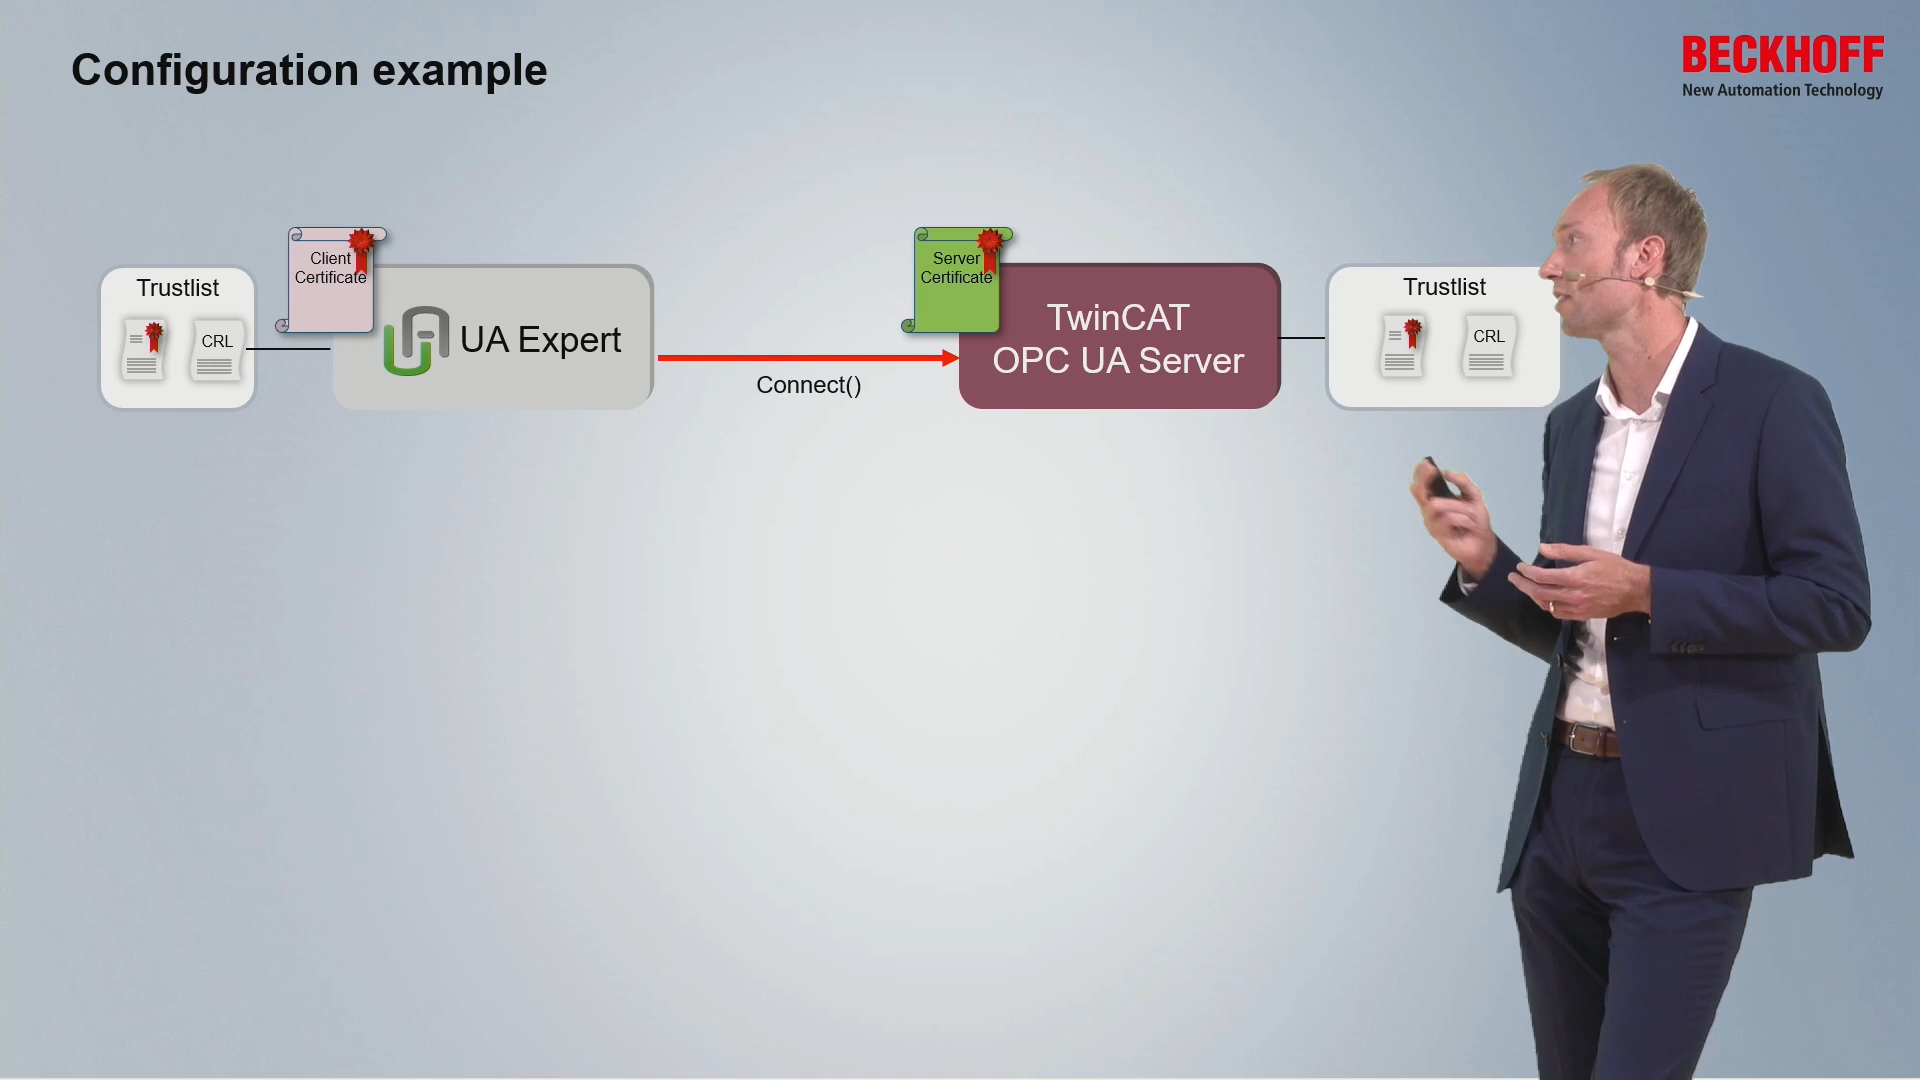 Configuration example
BECKHOFF
New Automation Technology
Trustlist
CRL
Client
Certificate
UA Expert
Connect()
Server
Certificate
TwinCAT
OPC UA Server
Trustlist
CRL